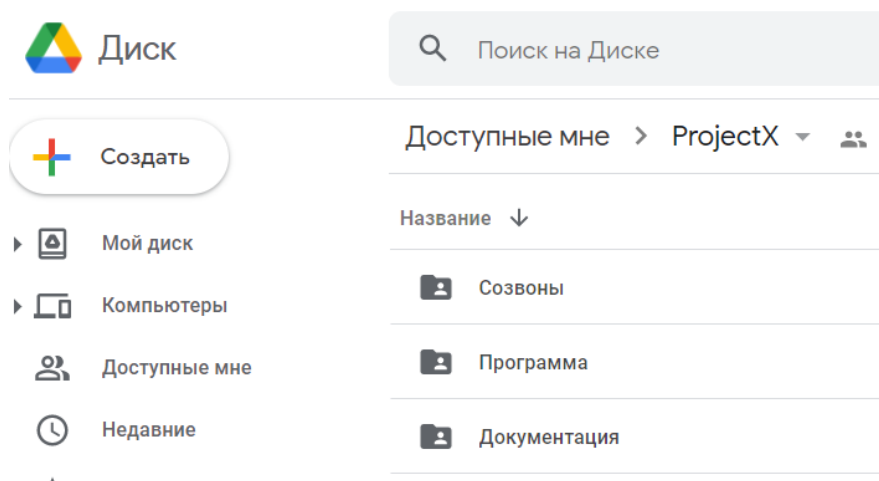 Диск
Поиск на Диске
Создать
Доступные мне > ProjectX
Название
Мой диск
Компьютеры
Доступные мне
Недавние
Созвоны
Программа
Документация